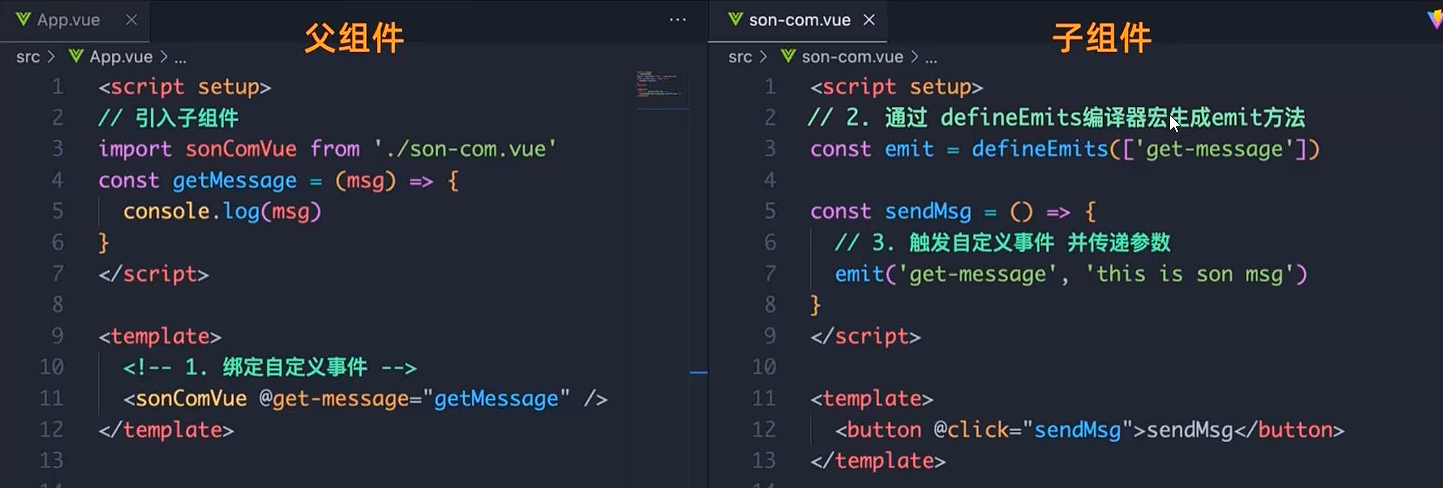 App.vue
父组件
src > App.vue > ...
1 <script setup>
2 // 引入子组件
3 import sonComVue from './son-com.vue'
4 const getMessage = (msg) => {
5 console.log(msg)
6 }
7 </script>
8
9 <template>
10 <!-- 1. 绑定自定义事件 -->
11 <sonComVue @get-message="getMessage" />
12 </template>
13
son-com.vue
子组件
src > son-com.vue > ...
1 <script setup>
2 // 2. 通过 defineEmits编译器宏生成emit方法
3 const emit = defineEmits(['get-message'])
4
5 const sendMsg = () => {
6 // 3. 触发自定义事件 并传递参数
7 emit('get-message', 'this is son msg')
8 }
9 </script>
10
11 <template>
12 <button @click="sendMsg">sendMsg</button>
13 </template>